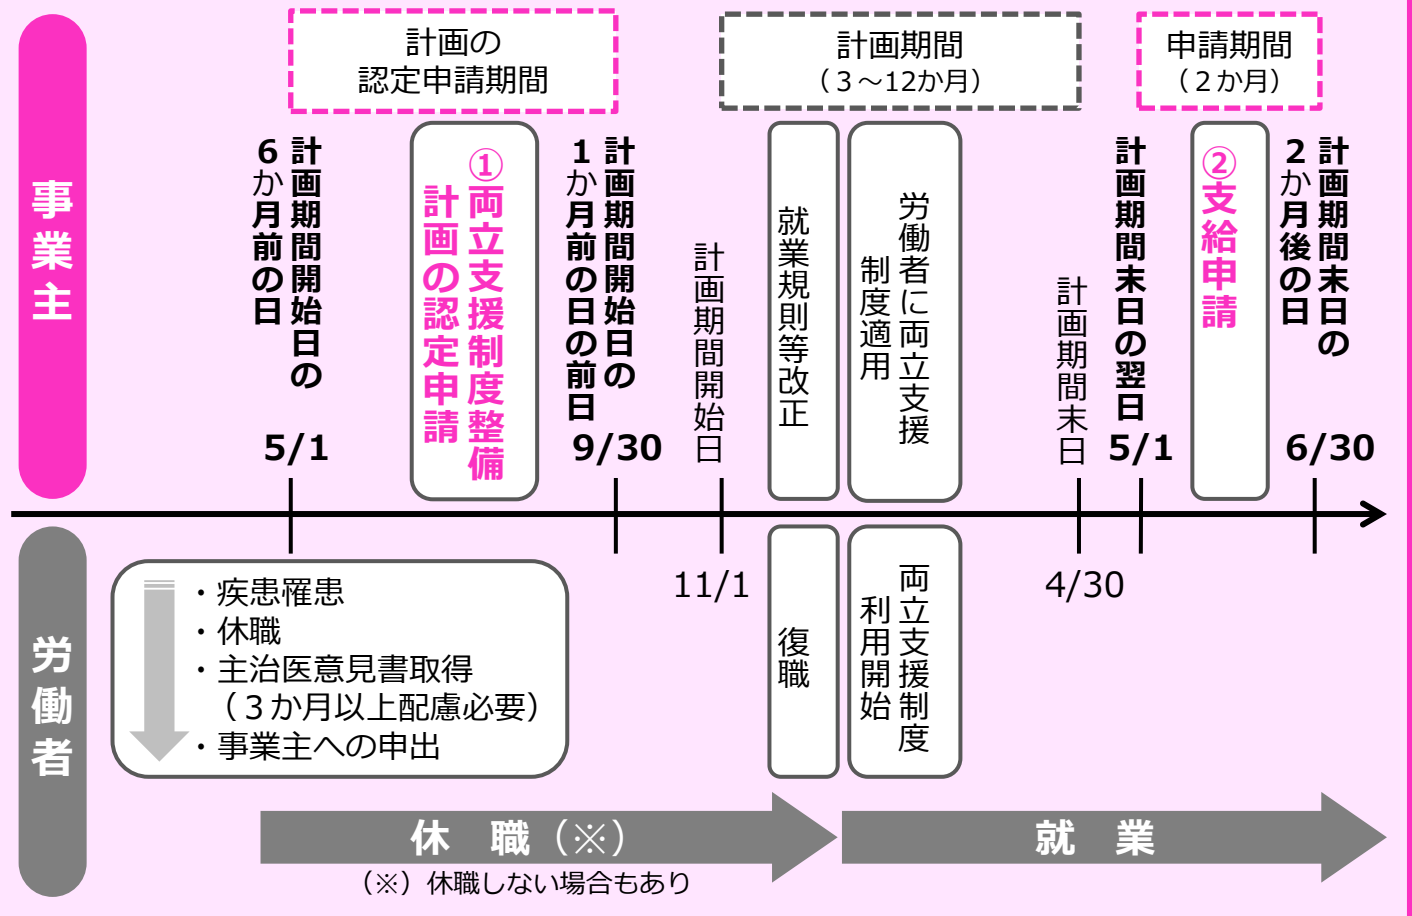 事業主
計画の
認定申請期間
計画期間
（３～12か月）
申請期間
（２か月）
計画期間開始日の
6か月前の日
5/1
①両立支援制度整備
計画の認定申請
計画期間開始日の
1か月前の日の前日
9/30
計画期間開始日
就業規則等改正
労働者に両立支援
制度適用
計画期間末日
計画期間末日の翌日
5/1
②支給申請
計画期間末日の
2か月後の日
6/30
11/1
4/30
労働者
・疾患罹患
・休職
・主治医意見書取得
（３か月以上配慮必要）
・事業主への申出
復職
両立支援制度
利用開始
休　職（※）
就　業
（※）休職しない場合もあり